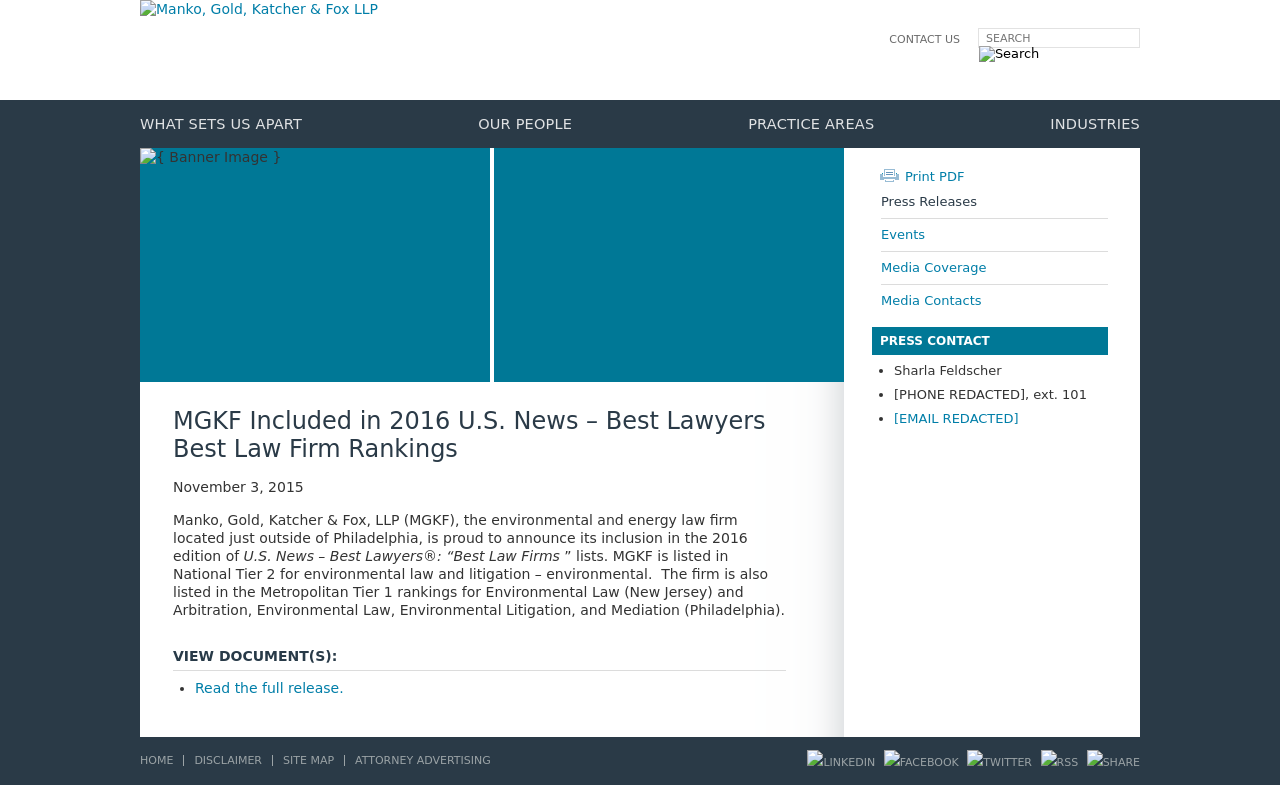 Manko, Gold, Katcher & Fox LLP
CONTACT US
SEARCH
Search
WHAT SETS US APART
OUR PEOPLE
PRACTICE AREAS
INDUSTRIES
{ Banner Image }
Print PDF
Press Releases
Events
Media Coverage
Media Contacts
PRESS CONTACT
• Sharla Feldscher
• [PHONE REDACTED], ext. 101
• [EMAIL REDACTED]
MGKF Included in 2016 U.S. News – Best Lawyers
Best Law Firm Rankings
November 3, 2015
Manko, Gold, Katcher & Fox, LLP (MGKF), the environmental and energy law firm
located just outside of Philadelphia, is proud to announce its inclusion in the 2016
edition of U.S. News – Best Lawyers®: “Best Law Firms ” lists. MGKF is listed in
National Tier 2 for environmental law and litigation – environmental.  The firm is also
listed in the Metropolitan Tier 1 rankings for Environmental Law (New Jersey) and
Arbitration, Environmental Law, Environmental Litigation, and Mediation (Philadelphia).
VIEW DOCUMENT(S):
• Read the full release.
HOME | DISCLAIMER | SITE MAP | ATTORNEY ADVERTISING
LINKEDIN FACEBOOK TWITTER RSS SHARE